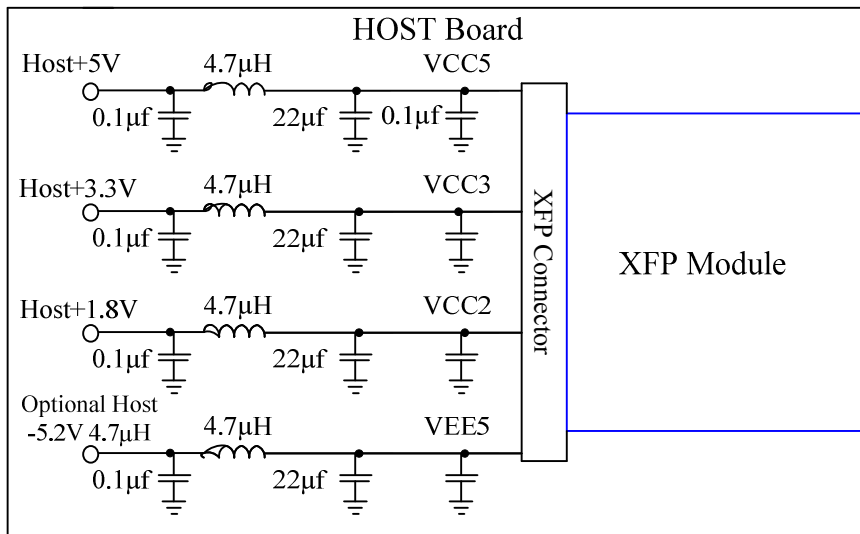 HOST Board
Host+5V
4.7µH
VCC5
0.1µf
22µf
0.1µf
Host+3.3V
4.7µH
VCC3
0.1µf
22µf
Host+1.8V
4.7µH
VCC2
0.1µf
22µf
Optional Host
-5.2V 4.7µH
4.7µH
VEE5
0.1µf
22µf
XFP Connector
XFP Module